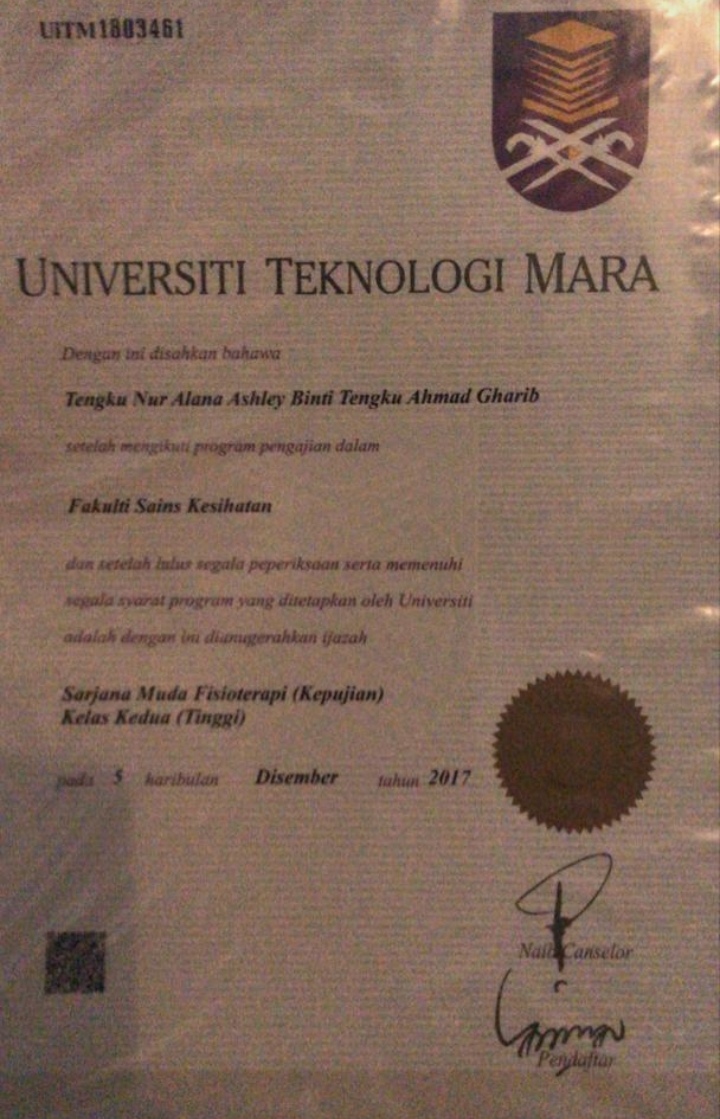 UiTM1803461
UNIVERSITI TEKNOLOGI MARA
Dengan ini disahkan bahawa
Tengku Nur Alana Ashley Binti Tengku Ahmad Gharib
setelah mengikuti program pengajian dalam
Fakulti Sains Kesihatan
dan setelah lulus segala peperiksaan serta memenuhi
segala syarat program yang ditetapkan oleh Universiti
adalah dengan ini dianugerahkan ijazah
Sarjana Muda Fisioterapi (Kepujian)
Kelas Kedua (Tinggi)
pada 5 haribulan Disember tahun 2017
Naib Canselor
Pendaftar